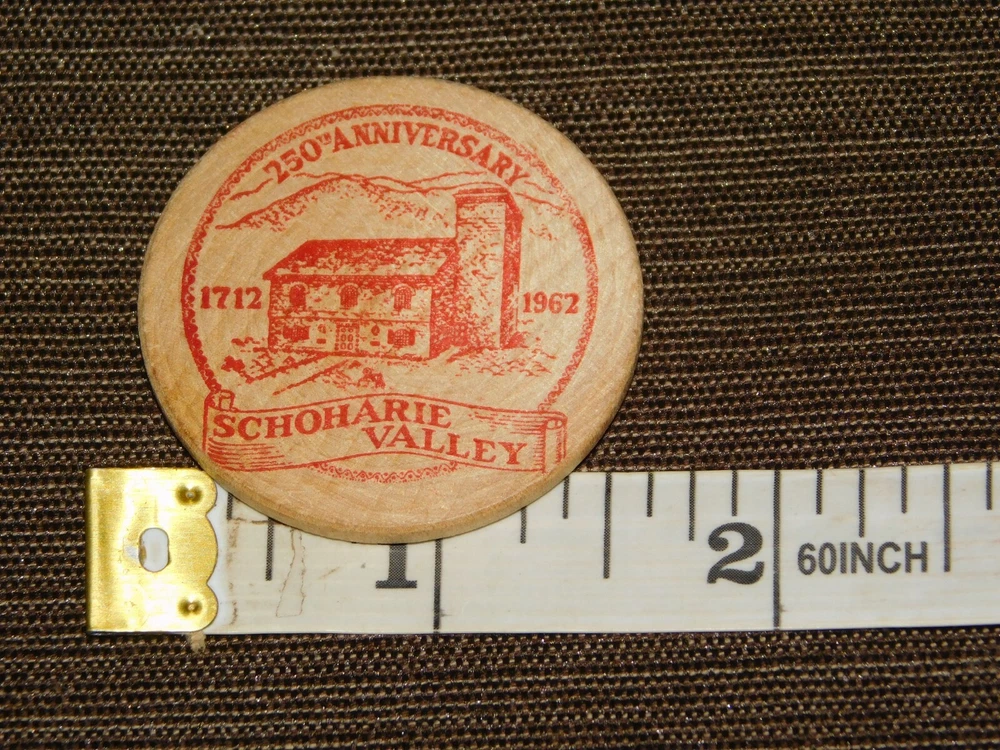 250TH ANNIVERSARY
1712 1962
SCHOHARIE
VALLEY
1 2 60INCH